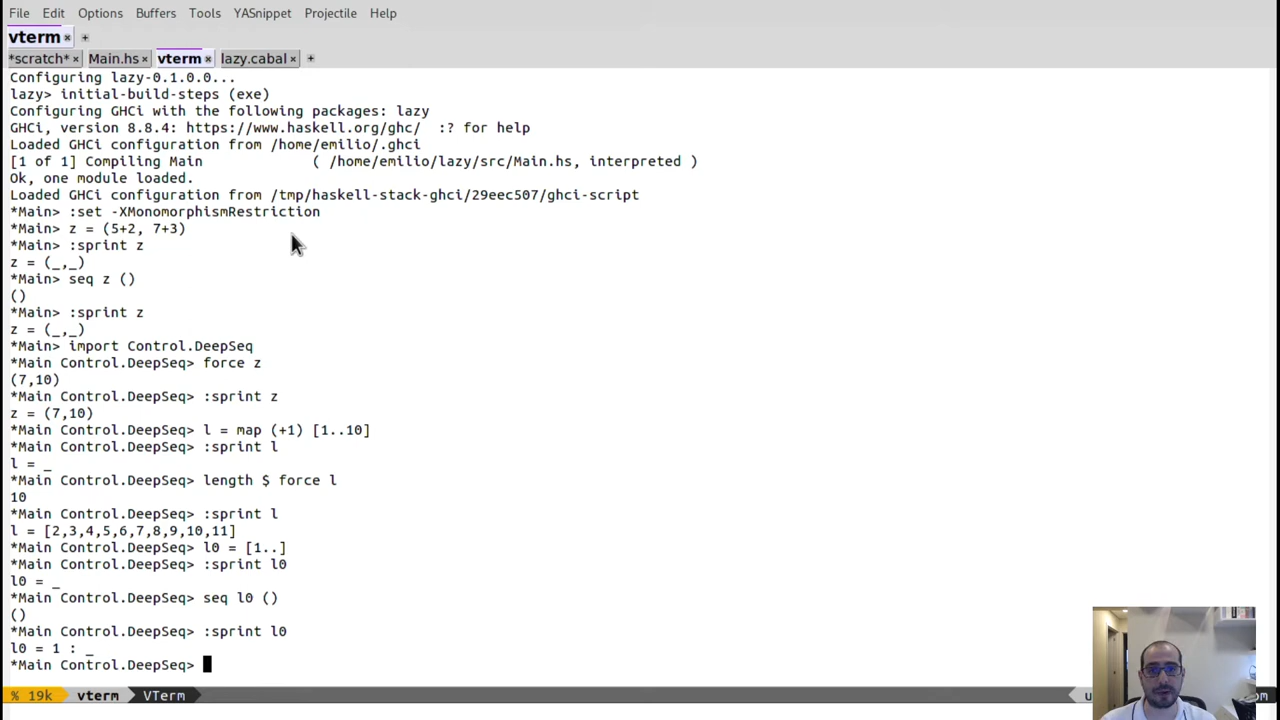 File Edit Options Buffers Tools YASnippet Projectile Help
vterm × +
*scratch* × Main.hs × vterm × lazy.cabal × +
Configuring lazy-0.1.0.0...
lazy> initial-build-steps (exe)
Configuring GHCi with the following packages: lazy
GHCi, version 8.8.4: https://www.haskell.org/ghc/  :? for help
Loaded GHCi configuration from /home/emilio/.ghci
[1 of 1] Compiling Main             ( /home/emilio/lazy/src/Main.hs, interpreted )
Ok, one module loaded.
Loaded GHCi configuration from /tmp/haskell-stack-ghci/29eec507/ghci-script
*Main> :set -XMonomorphismRestriction
*Main> z = (5+2, 7+3)
*Main> :sprint z
z = (_,_)
*Main> seq z ()
()
*Main> :sprint z
z = (_,_)
*Main> import Control.DeepSeq
*Main Control.DeepSeq> force z
(7,10)
*Main Control.DeepSeq> :sprint z
z = (7,10)
*Main Control.DeepSeq> l = map (+1) [1..10]
*Main Control.DeepSeq> :sprint l
l = _
*Main Control.DeepSeq> length $ force l
10
*Main Control.DeepSeq> :sprint l
l = [2,3,4,5,6,7,8,9,10,11]
*Main Control.DeepSeq> l0 = [1..]
*Main Control.DeepSeq> :sprint l0
l0 = _
*Main Control.DeepSeq> seq l0 ()
()
*Main Control.DeepSeq> :sprint l0
l0 = 1 : _
*Main Control.DeepSeq>
% 19k vterm VTerm